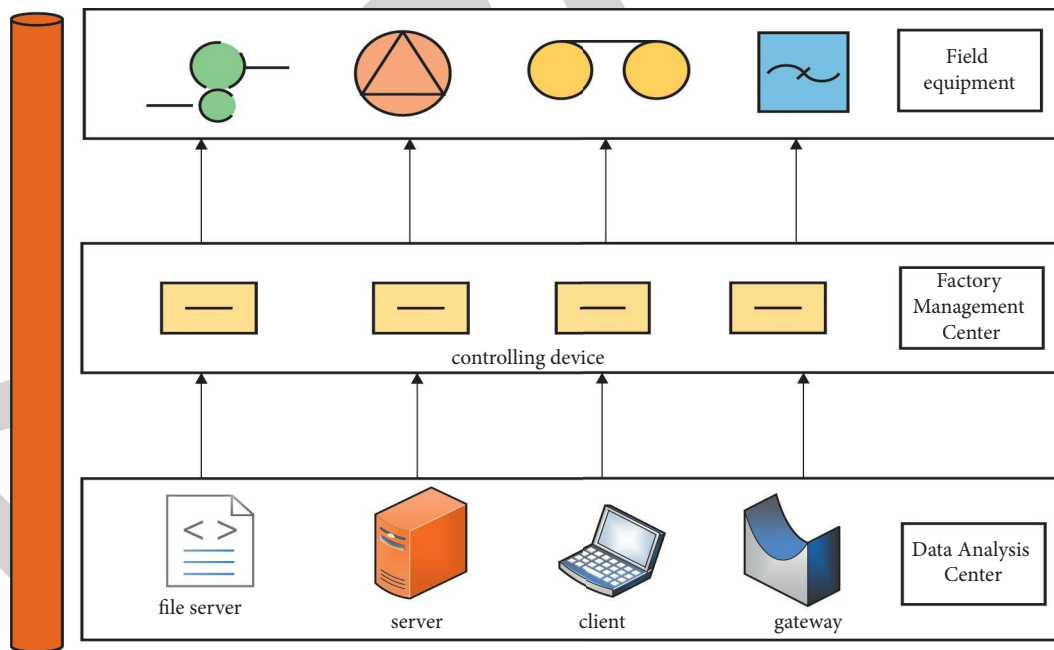 Field
equipment
Factory
Management
Center
controlling device
Data Analysis
Center
file server
server
client
gateway